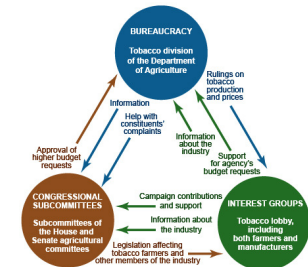 BUREAUCRACY
Tobacco division
of the Department
of Agriculture
Rulings on
tobacco
production
and prices
Information
Help with
constituents'
complaints
Approval of
higher budget
requests
Information
about the
industry
Support
for agency's
budget requests
CONGRESSIONAL
SUBCOMMITTEES
Subcommittees of
the House and
Senate agricultural
committees
Campaign contributions
and support
Information about
the industry
Legislation affecting
tobacco farmers and
other members of the industry
INTEREST GROUPS
Tobacco lobby,
including
both farmers and
manufacturers